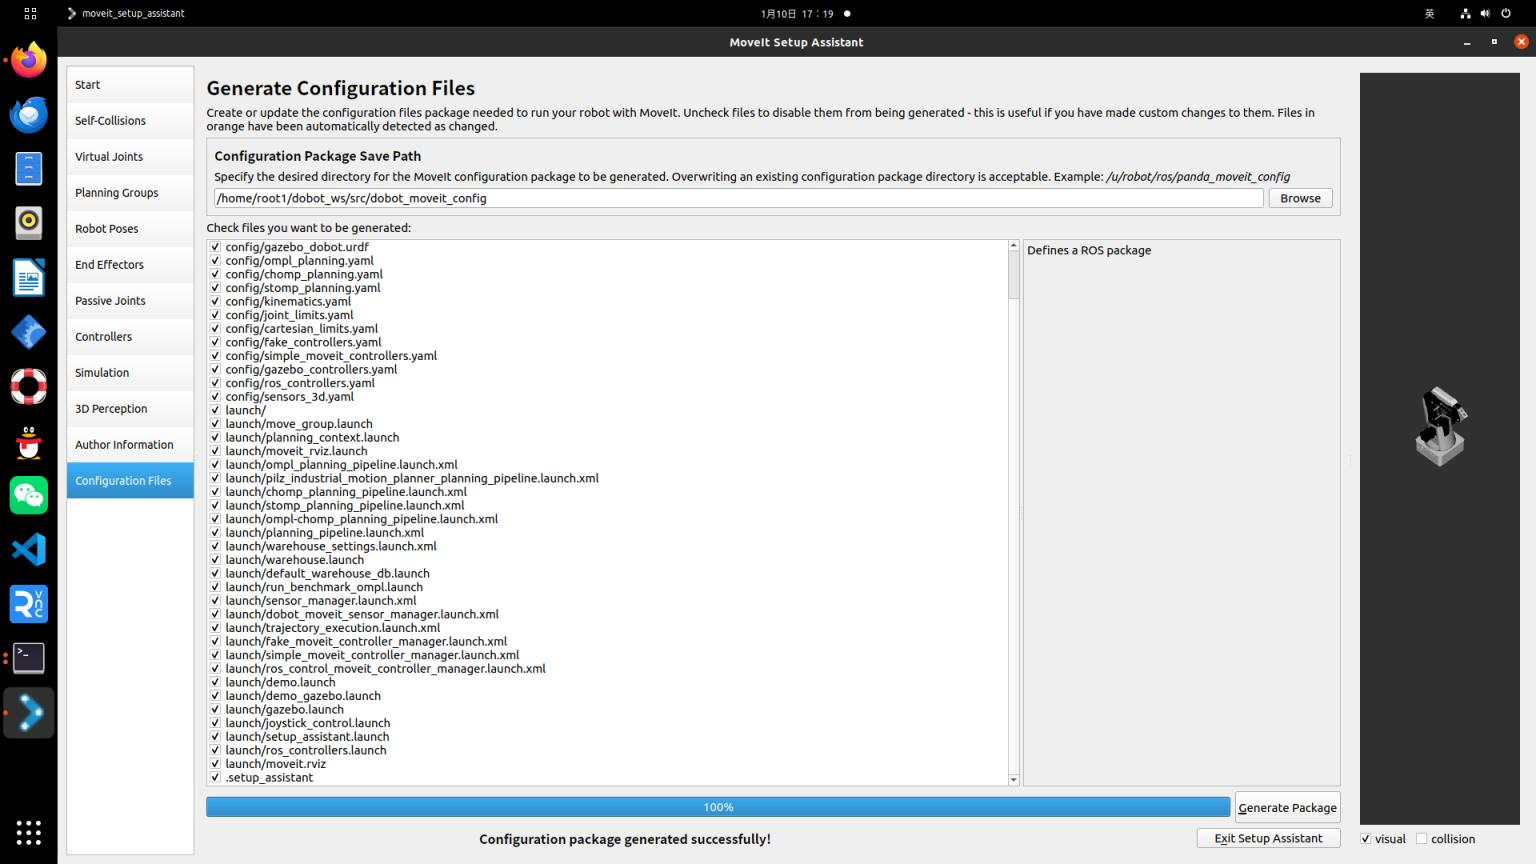 moveit_setup_assistant
1月10日 17：19
英
MoveIt Setup Assistant
Start
Self-Collisions
Virtual Joints
Planning Groups
Robot Poses
End Effectors
Passive Joints
Controllers
Simulation
3D Perception
Author Information
Configuration Files
Generate Configuration Files
Create or update the configuration files package needed to run your robot with MoveIt. Uncheck files to disable them from being generated - this is useful if you have made custom changes to them. Files in
orange have been automatically detected as changed.
Configuration Package Save Path
Specify the desired directory for the MoveIt configuration package to be generated. Overwriting an existing configuration package directory is acceptable. Example: /u/robot/ros/panda_moveit_config
/home/root1/dobot_ws/src/dobot_moveit_config
Browse
Check files you want to be generated:
config/gazebo_dobot.urdf
config/ompl_planning.yaml
config/chomp_planning.yaml
config/stomp_planning.yaml
config/kinematics.yaml
config/joint_limits.yaml
config/cartesian_limits.yaml
config/fake_controllers.yaml
config/simple_moveit_controllers.yaml
config/gazebo_controllers.yaml
config/ros_controllers.yaml
config/sensors_3d.yaml
launch/
launch/move_group.launch
launch/planning_context.launch
launch/moveit_rviz.launch
launch/ompl_planning_pipeline.launch.xml
launch/pilz_industrial_motion_planner_planning_pipeline.launch.xml
launch/chomp_planning_pipeline.launch.xml
launch/stomp_planning_pipeline.launch.xml
launch/ompl-chomp_planning_pipeline.launch.xml
launch/planning_pipeline.launch.xml
launch/warehouse_settings.launch.xml
launch/warehouse.launch
launch/default_warehouse_db.launch
launch/run_benchmark_ompl.launch
launch/sensor_manager.launch.xml
launch/dobot_moveit_sensor_manager.launch.xml
launch/trajectory_execution.launch.xml
launch/fake_moveit_controller_manager.launch.xml
launch/simple_moveit_controller_manager.launch.xml
launch/ros_control_moveit_controller_manager.launch.xml
launch/demo.launch
launch/demo_gazebo.launch
launch/gazebo.launch
launch/joystick_control.launch
launch/setup_assistant.launch
launch/ros_controllers.launch
launch/moveit.rviz
.setup_assistant
Defines a ROS package
100%
Generate Package
Configuration package generated successfully!
Exit Setup Assistant
visual
collision